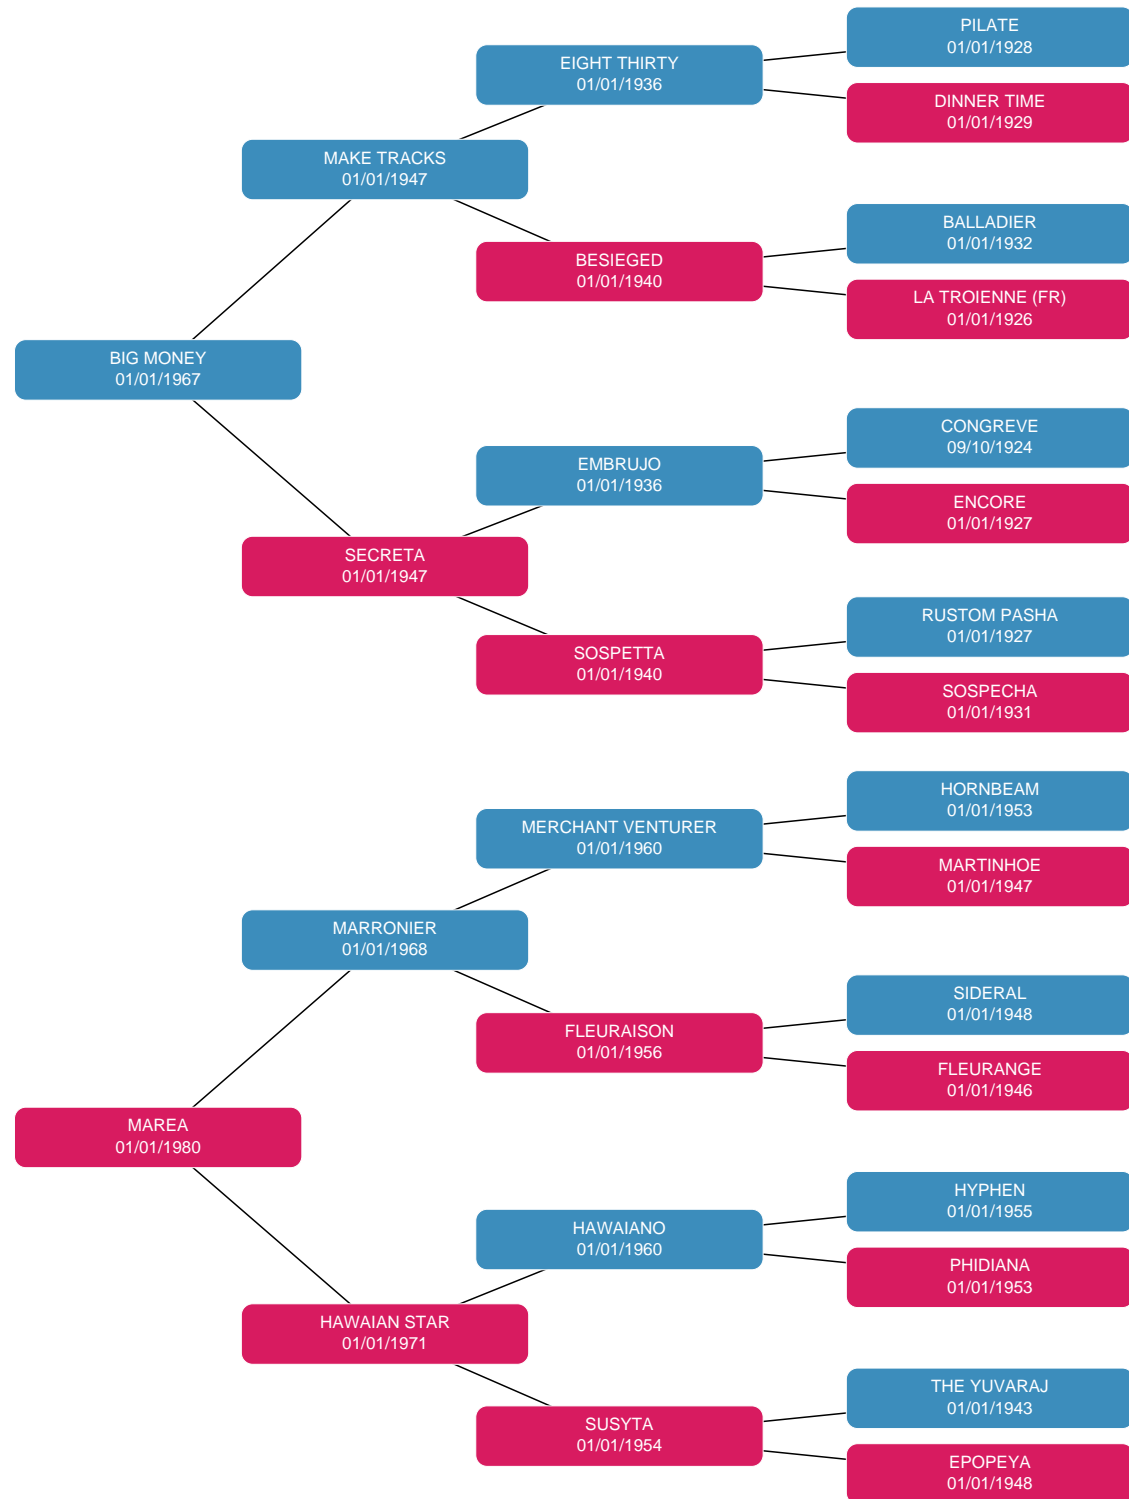 PILATE
01/01/1928
EIGHT THIRTY
01/01/1936
DINNER TIME
01/01/1929
MAKE TRACKS
01/01/1947
BALLADIER
01/01/1932
BESIEGED
01/01/1940
LA TROIENNE (FR)
01/01/1926
BIG MONEY
01/01/1967
CONGREVE
09/10/1924
EMBRUJO
01/01/1936
ENCORE
01/01/1927
SECRETA
01/01/1947
RUSTOM PASHA
01/01/1927
SOSPETTA
01/01/1940
SOSPECHA
01/01/1931
HORNBEAM
01/01/1953
MERCHANT VENTURER
01/01/1960
MARTINHOE
01/01/1947
MARRONIER
01/01/1968
SIDERAL
01/01/1948
FLEURAISON
01/01/1956
FLEURANGE
01/01/1946
MAREA
01/01/1980
HYPHEN
01/01/1955
HAWAIANO
01/01/1960
PHIDIANA
01/01/1953
HAWAIAN STAR
01/01/1971
THE YUVARAJ
01/01/1943
SUSYTA
01/01/1954
EPOPEYA
01/01/1948